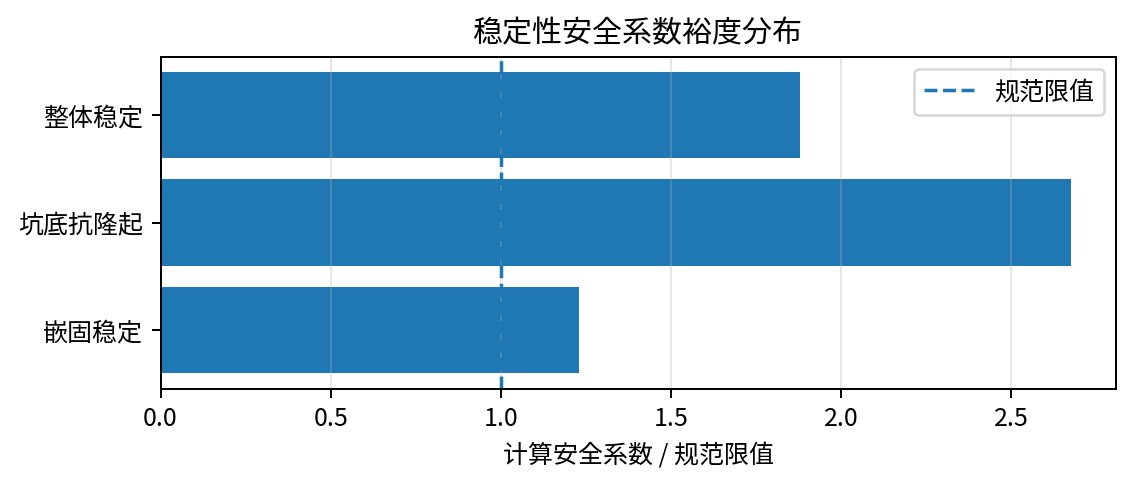 稳定性安全系数裕度分布
规范限值
整体稳定
坑底抗隆起
嵌固稳定
0.0 0.5 1.0 1.5 2.0 2.5
计算安全系数 / 规范限值